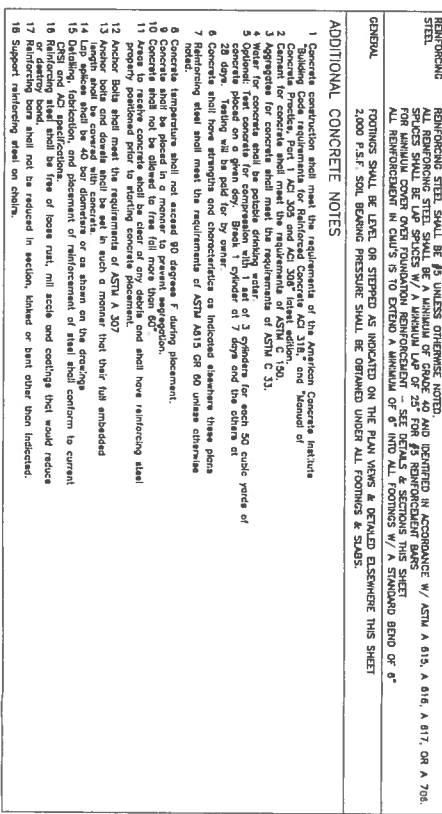 REINFORCING STEEL
REINFORCING STEEL SHALL BE #5 UNLESS OTHERWISE NOTED.
ALL REINFORCING STEEL SHALL BE A MINIMUM OF GRADE 40 AND IDENTIFIED IN ACCORDANCE W/ ASTM A 615, A 616, A 617, OR A 706.
SPLICES SHALL BE LAP SPLICES W/ A MINIMUM LAP OF 25" FOR #5 REINFORCEMENT BARS
FOR MINIMUM COVER OVER FOUNDATION REINFORCEMENT - SEE DETAILS & SECTIONS THIS SHEET
ALL REINFORCEMENT IN CMU'S IS TO EXTEND A MINIMUM OF 6" INTO ALL FOOTINGS W/ A STANDARD BEND OF 6"
GENERAL
FOOTINGS SHALL BE LEVEL OR STEPPED AS INDICATED ON THE PLAN VIEWS & DETAILED ELSEWHERE THIS SHEET
2,000 P.S.F. SOIL BEARING PRESSURE SHALL BE OBTAINED UNDER ALL FOOTINGS & SLABS.
ADDITIONAL CONCRETE NOTES
1 Concrete construction shall meet the requirements of the American Concrete Institute
"Building Code requirements for Reinforced Concrete ACI 318," and "Manual of
Concrete Practice, Part 1 ACI 305 and ACI 308" latest edition.
2 Cement for concrete shall meet the requirements of ASTM C 150.
3 Aggregates for concrete shall meet the requirements of ASTM C 33.
4 Water for concrete shall be potable drinking water.
5 Optional: Test concrete for compression with 1 set of 3 cylinders for each 50 cubic yards of
concrete placed on a given day. Break 1 cylinder at 7 days and the others at
28 days. Testing will be paid for by owner
6 Concrete shall have strengths and characteristics as indicated elsewhere these plans
7 Reinforcing steel shall meet the requirements of ASTM A615 GR 60 unless otherwise
noted.
8 Concrete temperature shall not exceed 90 degrees F during placement.
9 Concrete shall be placed in a manner to prevent segregation.
10 Concrete shall not be allowed to free fall more than 60".
11 Areas to receive concrete shall be clear of any debris and shall have reinforcing steel
properly positioned prior to starting concrete placement.
12 Anchor Bolts shall meet the requirements of ASTM A 307
13 Anchor bolts and dowels shall be set in such a manner that their full embedded
length shall be covered with concrete.
14 Lap splices shall be 40 bar diameters or as shown on the drawings
15 Detailing, fabrication, and placement of reinforcement of steel shall conform to current
CRSI and ACI specifications.
16 Reinforcing steel shall be free of loose rust, mill scale and coatings that would reduce
or destroy bond.
17 Reinforcing bars shall not be reduced in section, kinked or bent other than indicated.
18 Support reinforcing steel on chairs.